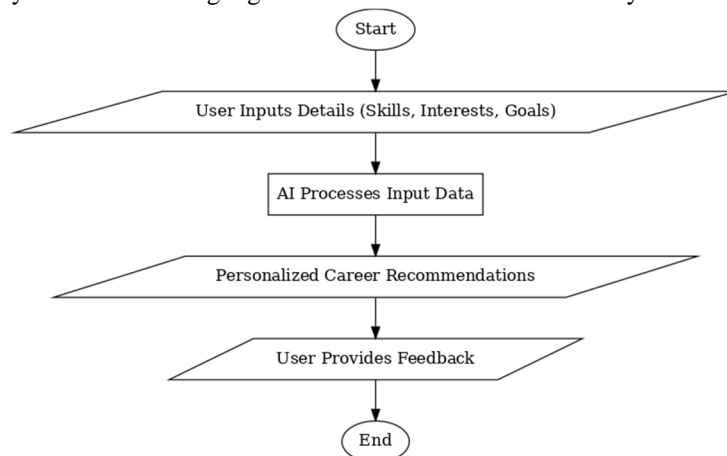 Start
User Inputs Details (Skills, Interests, Goals)
AI Processes Input Data
Personalized Career Recommendations
User Provides Feedback
End